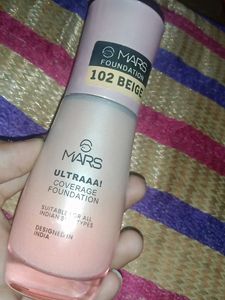 MARS
FOUNDATION
102 BEIGE
MARS
ULTRAAA!
COVERAGE
FOUNDATION
SUITABLE FOR ALL
INDIAN SKIN TYPES
DESIGNED IN
INDIA